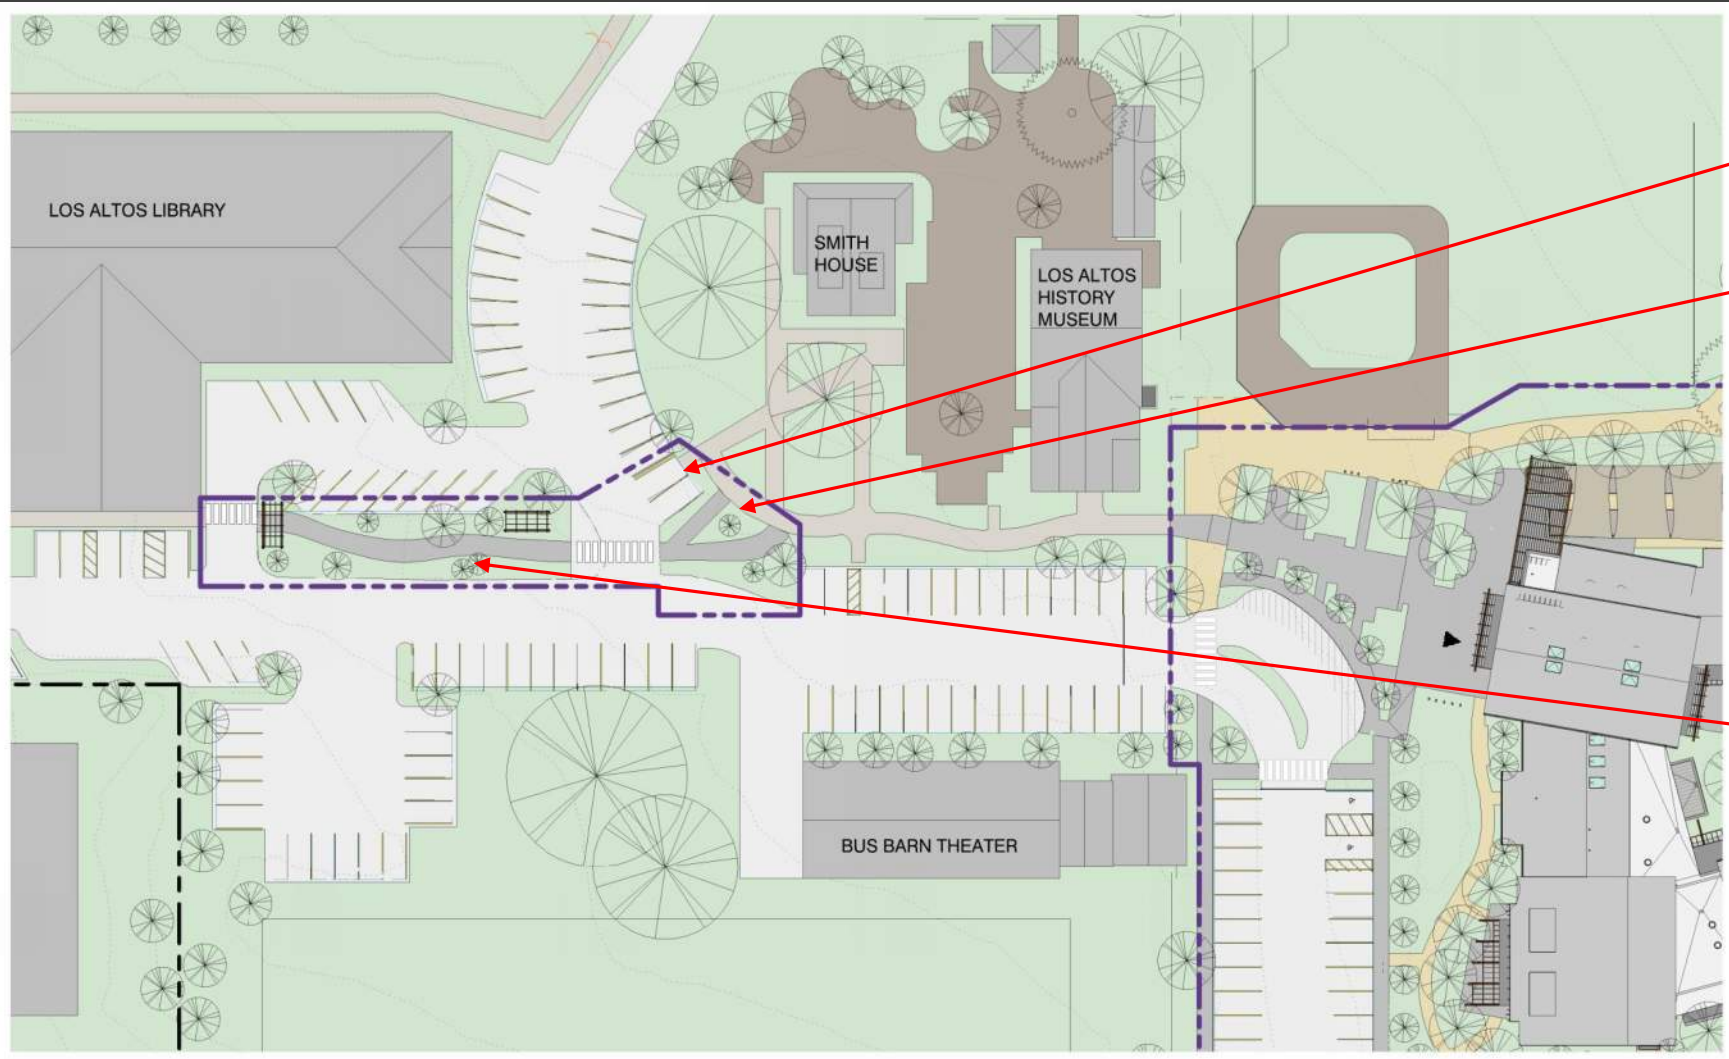 LOS ALTOS LIBRARY
SMITH
HOUSE
LOS ALTOS
HISTORY
MUSEUM
BUS BARN THEATER